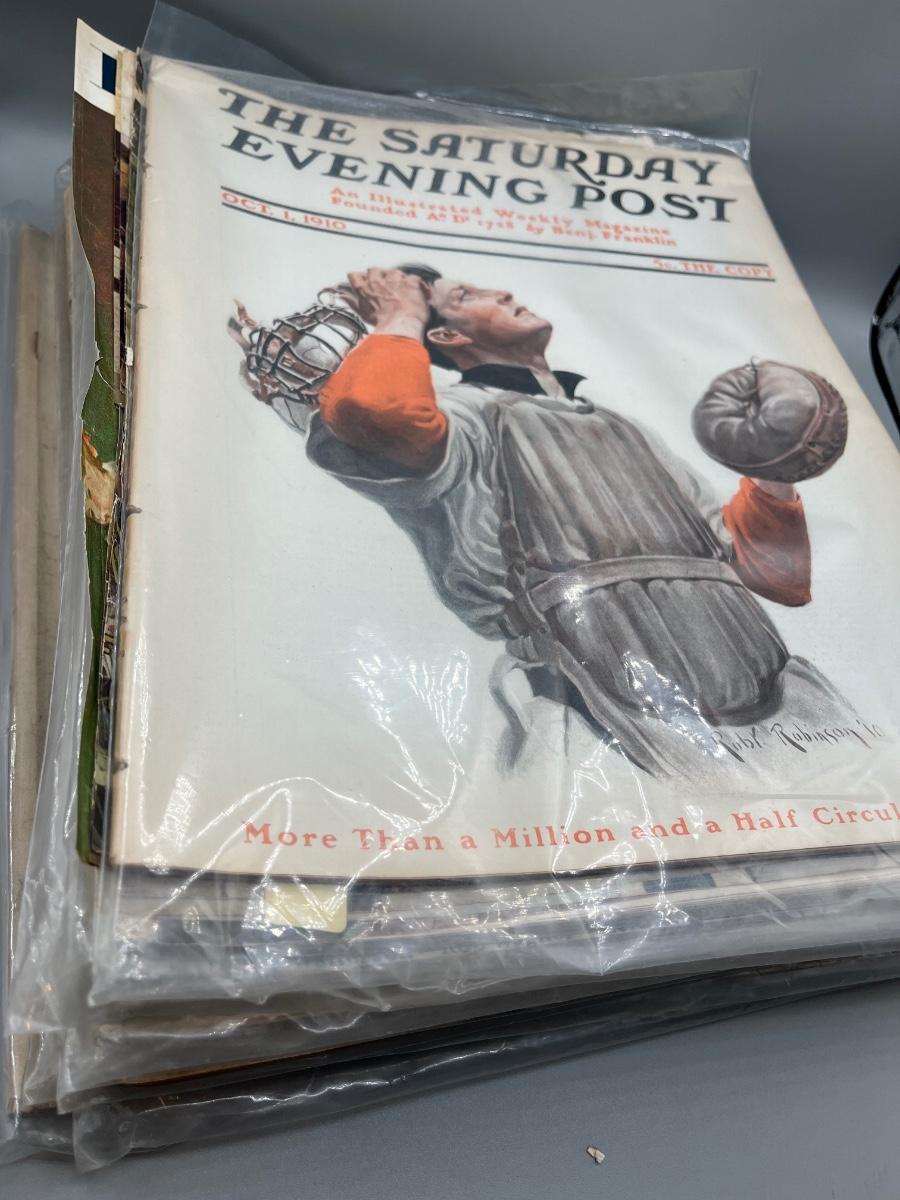 THE SATURDAY
EVENING POST
An Illustrated Weekly Magazine
Founded Aº Dⁱ 1728 by Benj. Franklin
OCT. 1, 1910
5c. THE COPY
Robt Robinson '10
More Than a Million and a Half Circul